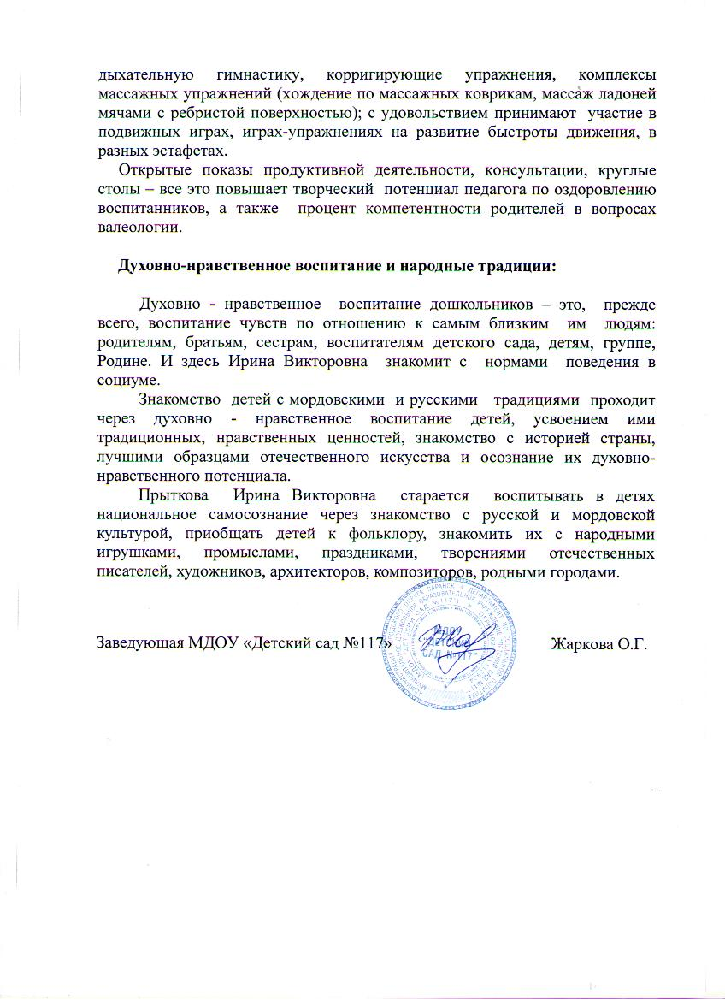 дыхательную гимнастику, корригирующие упражнения, комплексы
массажных упражнений (хождение по массажных коврикам, массаж ладоней
мячами с ребристой поверхностью); с удовольствием принимают участие в
подвижных играх, играх-упражнениях на развитие быстроты движения, в
разных эстафетах.
Открытые показы продуктивной деятельности, консультации, круглые
столы – все это повышает творческий потенциал педагога по оздоровлению
воспитанников, а также процент компетентности родителей в вопросах
валеологии.
Духовно-нравственное воспитание и народные традиции:
Духовно - нравственное воспитание дошкольников – это, прежде
всего, воспитание чувств по отношению к самым близким им людям:
родителям, братьям, сестрам, воспитателям детского сада, детям, группе,
Родине. И здесь Ирина Викторовна знакомит с нормами поведения в
социуме.
Знакомство детей с мордовскими и русскими традициями проходит
через духовно - нравственное воспитание детей, усвоением ими
традиционных, нравственных ценностей, знакомство с историей страны,
лучшими образцами отечественного искусства и осознание их духовно-
нравственного потенциала.
Прыткова Ирина Викторовна старается воспитывать в детях
национальное самосознание через знакомство с русской и мордовской
культурой, приобщать детей к фольклору, знакомить их с народными
игрушками, промыслами, праздниками, творениями отечественных
писателей, художников, архитекторов, композиторов, родными городами.
Заведующая МДОУ «Детский сад №117» Жаркова О.Г.
МДОУ
"ДЕТСКИЙ
САД №117"